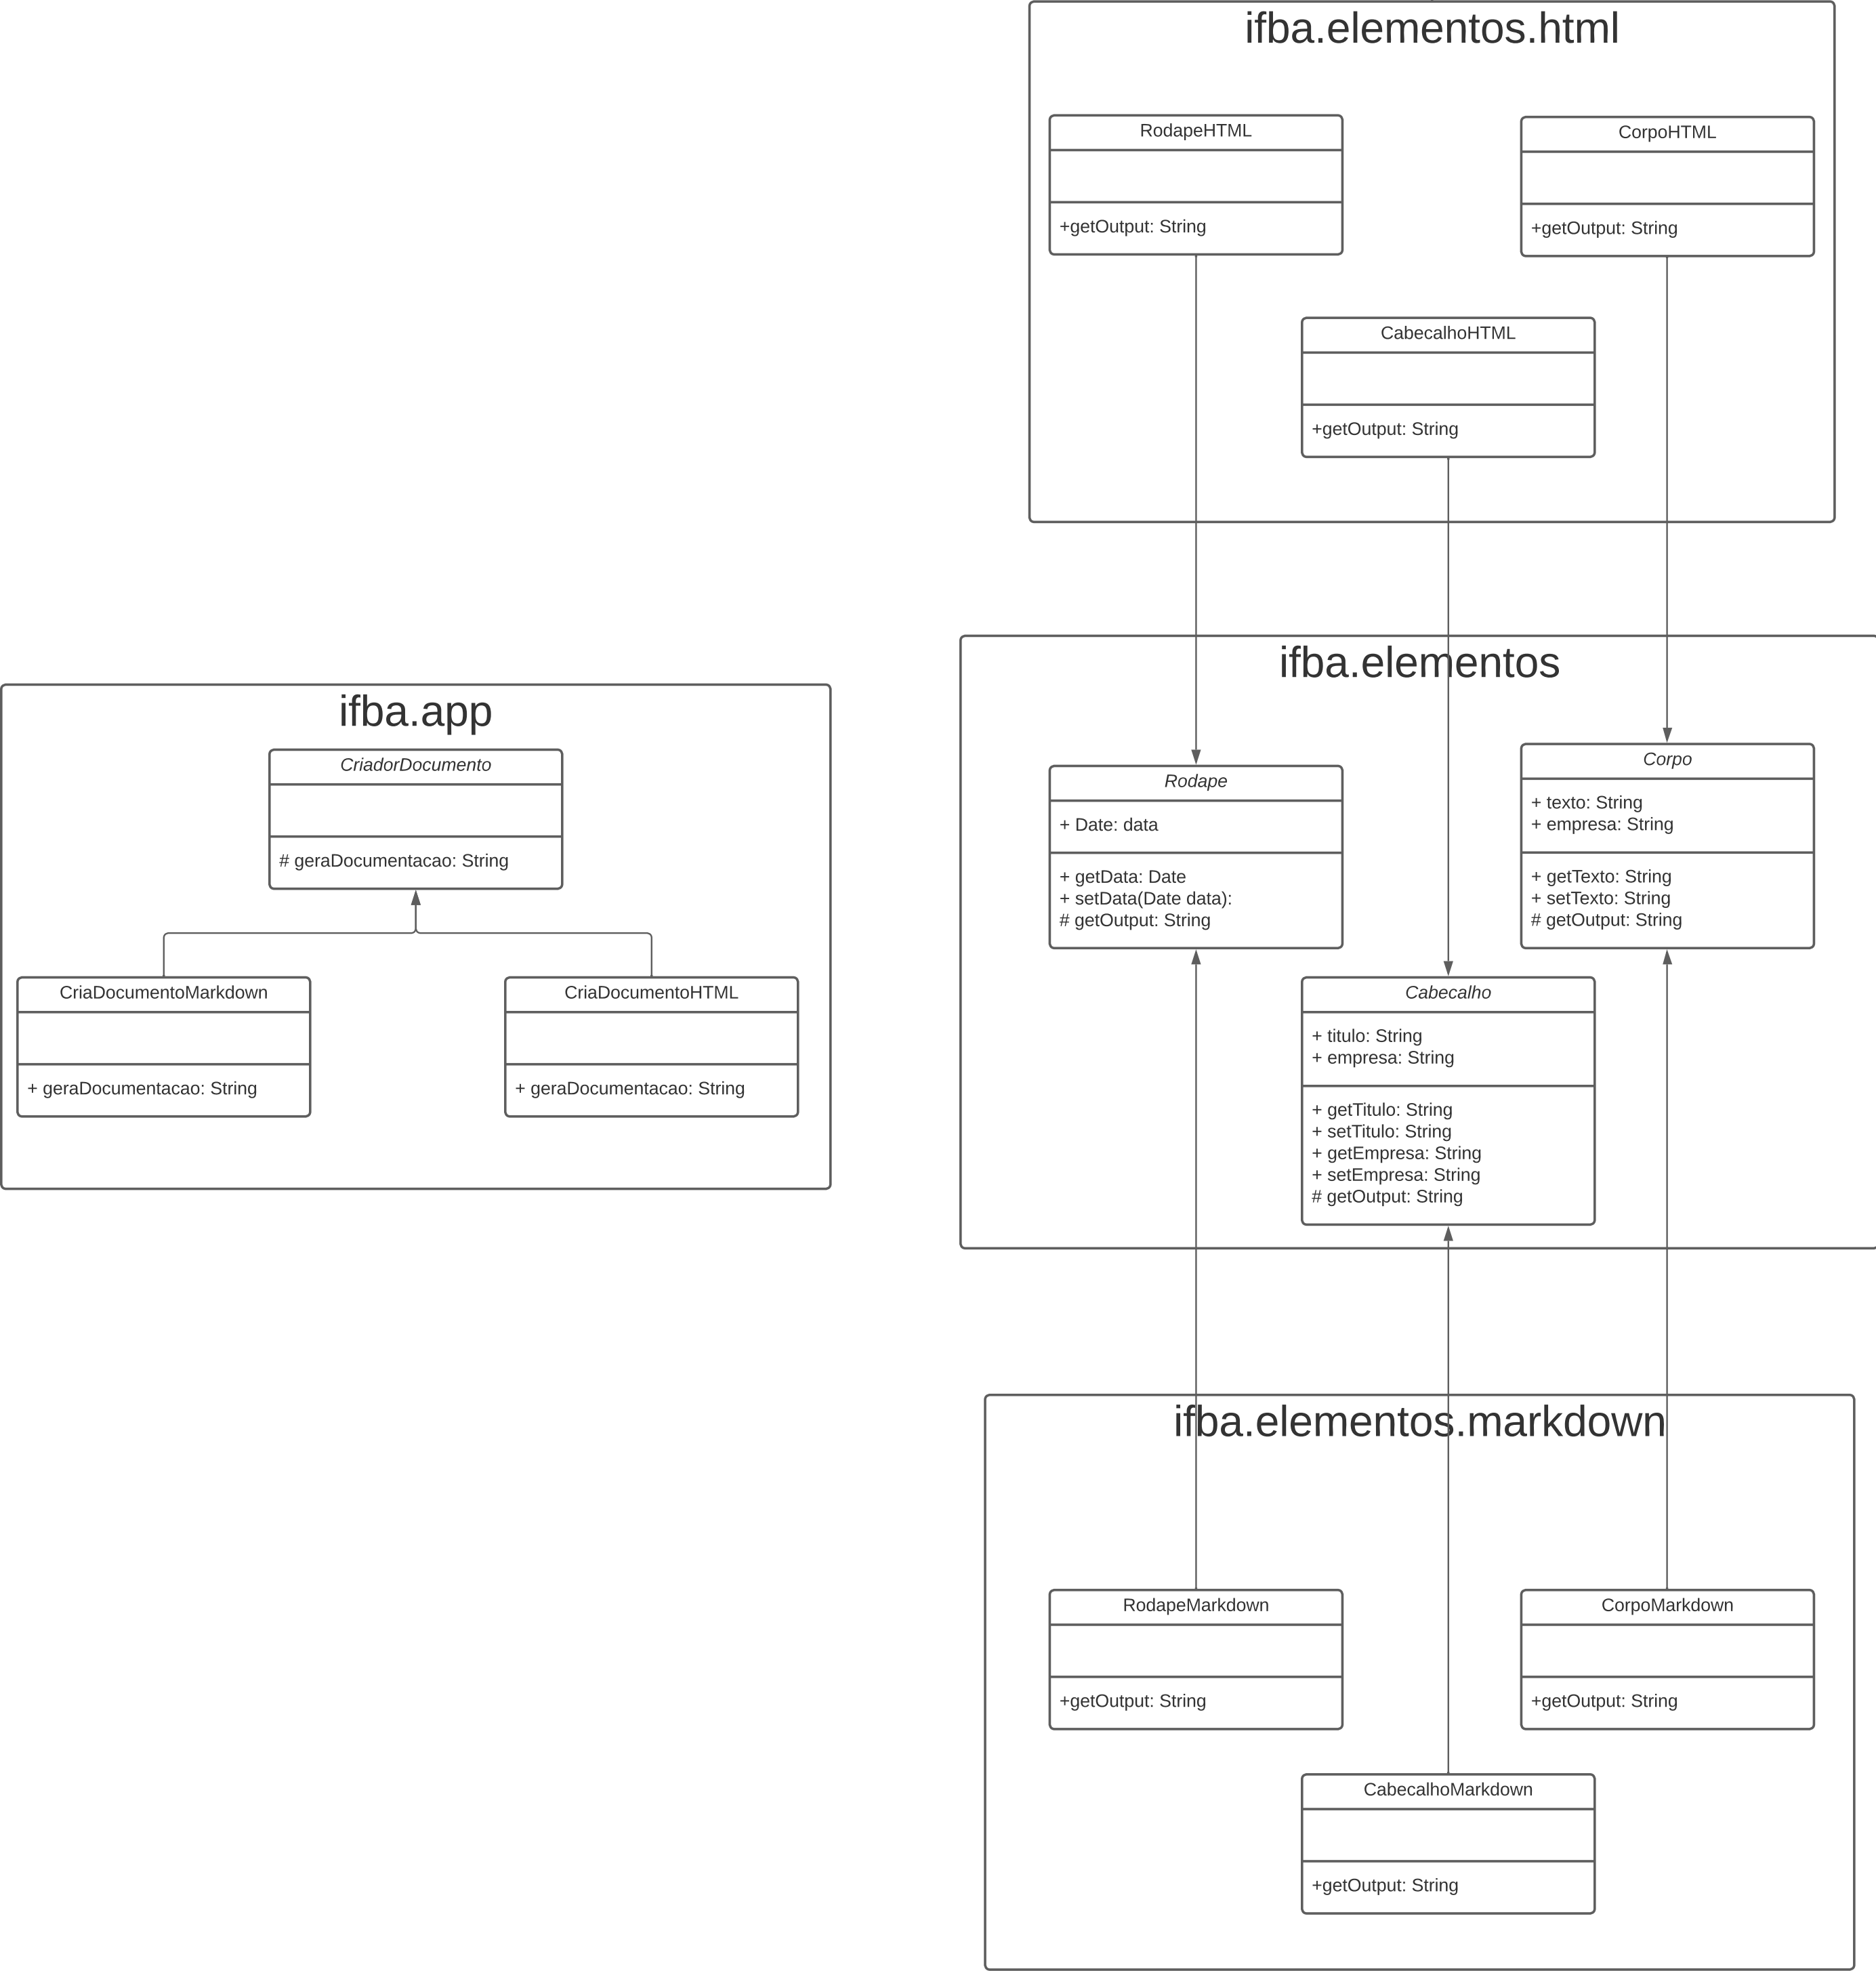 ifba.elementos.html
RodapeHTML
+getOutput: String
CorpoHTML
+getOutput: String
CabecalhoHTML
+getOutput: String
ifba.elementos
Rodape
+ Date: data
+ getData: Date
+ setData(Date data):
# getOutput: String
Corpo
+ texto: String
+ empresa: String
+ getTexto: String
+ setTexto: String
# getOutput: String
Cabecalho
+ titulo: String
+ empresa: String
+ getTitulo: String
+ setTitulo: String
+ getEmpresa: String
+ setEmpresa: String
# getOutput: String
ifba.app
CriadorDocumento
# geraDocumentacao: String
CriaDocumentoMarkdown
+ geraDocumentacao: String
CriaDocumentoHTML
+ geraDocumentacao: String
ifba.elementos.markdown
RodapeMarkdown
+getOutput: String
CorpoMarkdown
+getOutput: String
CabecalhoMarkdown
+getOutput: String